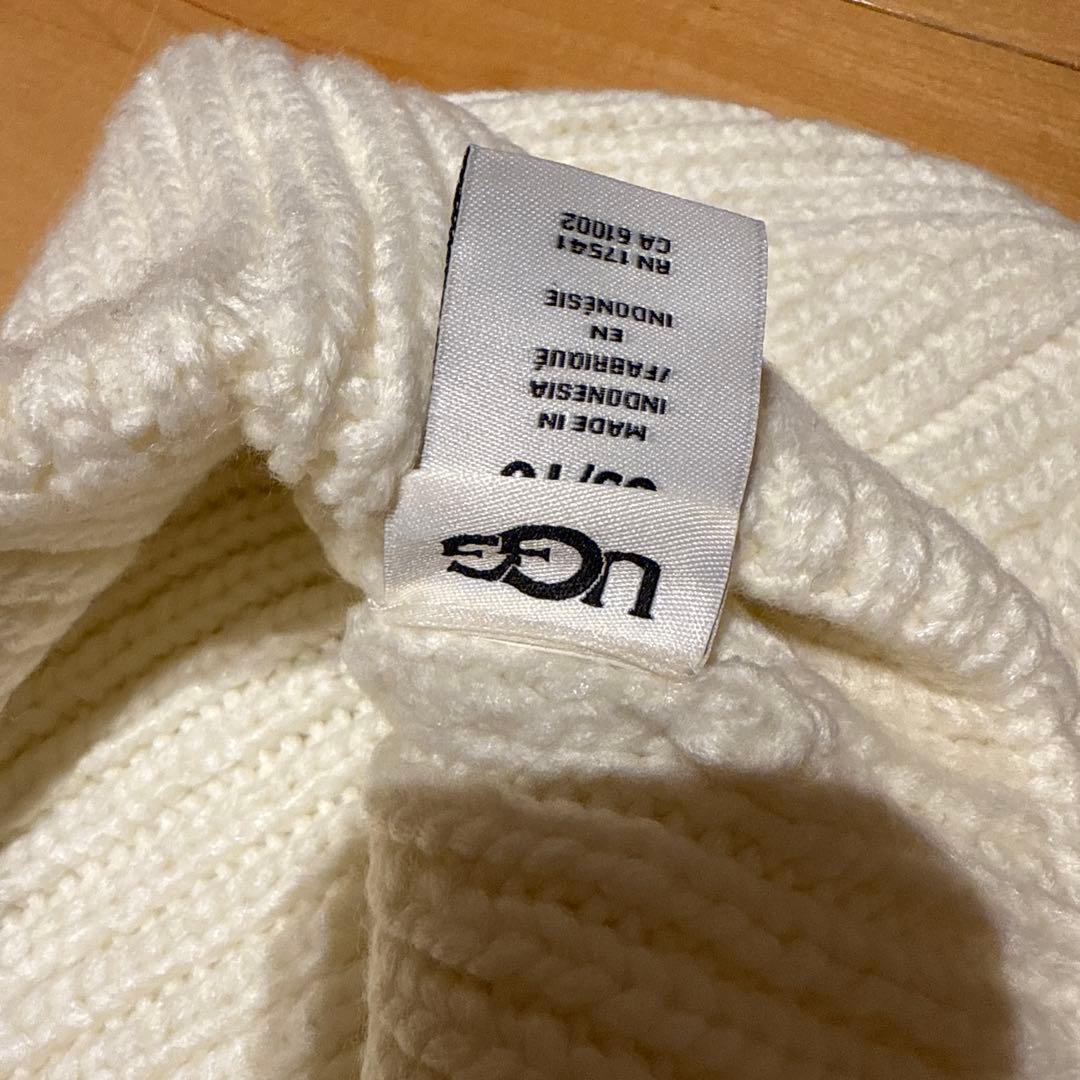 UGG
MADE IN
INDONESIA
/FABRIQUÉ
EN
INDONÉSIE
RN 17541
CA 61002